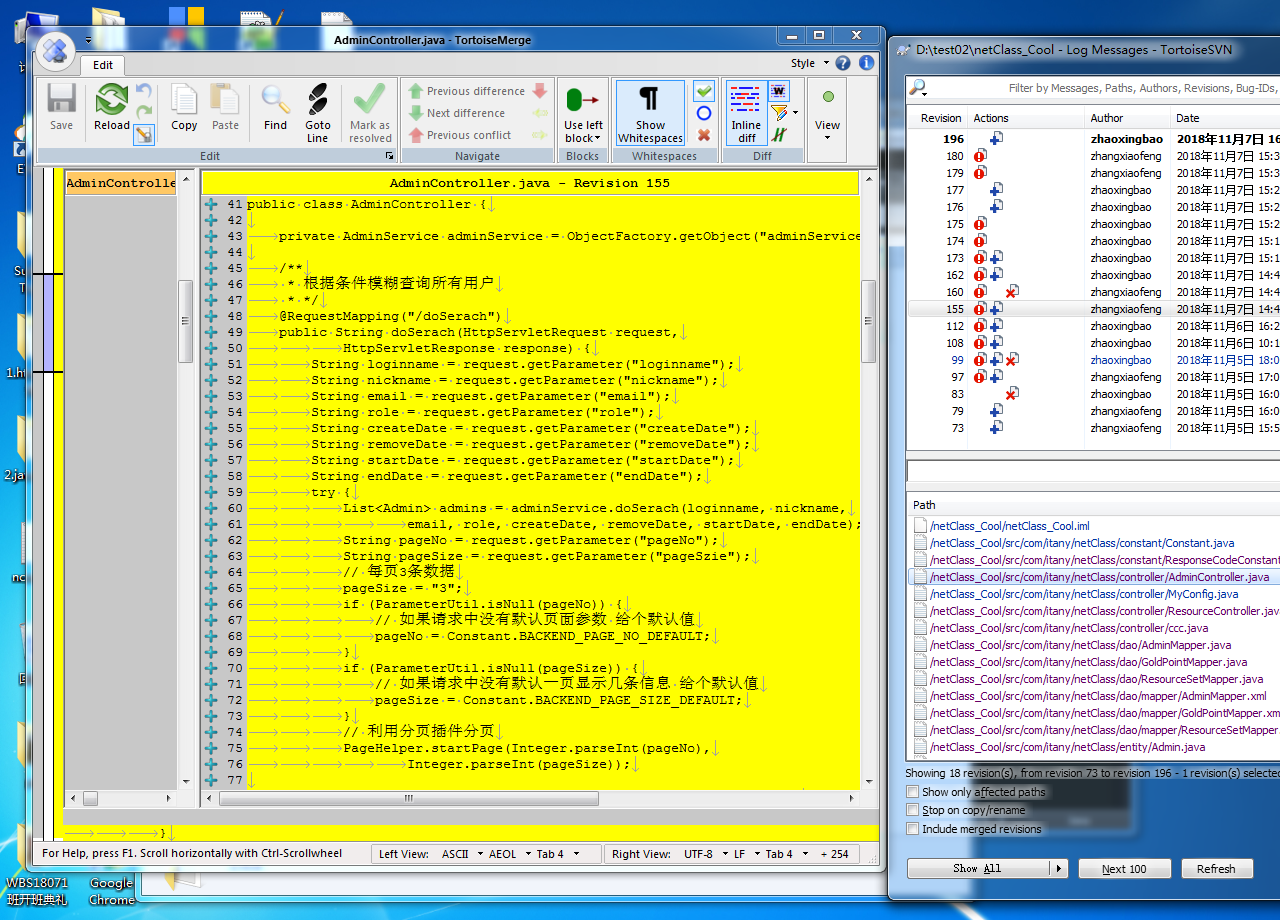 AdminController.java - TortoiseMerge
Edit
Style
Save
Reload
Copy
Paste
Find
Goto
Line
Mark as
resolved
Edit
Previous difference
Next difference
Previous conflict
Navigate
Use left
block
Blocks
Show
Whitespaces
Whitespaces
Inline
diff
Diff
View
AdminControlle
AdminController.java - Revision 155
41 public class AdminController {
42
43 private AdminService adminService = ObjectFactory.getObject("adminService
44
45 /**
46 * 根据条件模糊查询所有用户
47 * */
48 @RequestMapping("/doSerach")
49 public String doSerach(HttpServletRequest request,
50 HttpServletResponse response) {
51 String loginname = request.getParameter("loginname");
52 String nickname = request.getParameter("nickname");
53 String email = request.getParameter("email");
54 String role = request.getParameter("role");
55 String createDate = request.getParameter("createDate");
56 String removeDate = request.getParameter("removeDate");
57 String startDate = request.getParameter("startDate");
58 String endDate = request.getParameter("endDate");
59 try {
60 List<Admin> admins = adminService.doSerach(loginname, nickname,
61 email, role, createDate, removeDate, startDate, endDate);
62 String pageNo = request.getParameter("pageNo");
63 String pageSize = request.getParameter("pageSzie");
64 // 每页3条数据
65 pageSize = "3";
66 if (ParameterUtil.isNull(pageNo)) {
67 // 如果请求中没有默认页面参数 给个默认值
68 pageNo = Constant.BACKEND_PAGE_NO_DEFAULT;
69 }
70 if (ParameterUtil.isNull(pageSize)) {
71 // 如果请求中没有默认一页显示几条信息 给个默认值
72 pageSize = Constant.BACKEND_PAGE_SIZE_DEFAULT;
73 }
74 // 利用分页插件分页
75 PageHelper.startPage(Integer.parseInt(pageNo),
76 Integer.parseInt(pageSize));
77
}
For Help, press F1. Scroll horizontally with Ctrl-Scrollwheel
Left View: ASCII AEOL Tab 4
Right View: UTF-8 LF Tab 4 + 254
WBS18071
班开班典礼
Google
Chrome
D:\test02\netClass_Cool - Log Messages - TortoiseSVN
Filter by Messages, Paths, Authors, Revisions, Bug-IDs,
Revision Actions Author Date
196 zhaoxingbao 2018年11月7日 16
180 zhangxiaofeng 2018年11月7日 15:3
179 zhangxiaofeng 2018年11月7日 15:3
177 zhaoxingbao 2018年11月7日 15:2
176 zhaoxingbao 2018年11月7日 15:2
175 zhaoxingbao 2018年11月7日 15:2
174 zhaoxingbao 2018年11月7日 15:2
173 zhaoxingbao 2018年11月7日 15:1
162 zhaoxingbao 2018年11月7日 14:4
160 zhangxiaofeng 2018年11月7日 14:4
155 zhangxiaofeng 2018年11月7日 14:4
112 zhaoxingbao 2018年11月6日 16:2
108 zhaoxingbao 2018年11月6日 10:1
99 zhaoxingbao 2018年11月5日 18:0
97 zhangxiaofeng 2018年11月5日 17:0
83 zhaoxingbao 2018年11月5日 16:0
79 zhangxiaofeng 2018年11月5日 16:0
73 zhangxiaofeng 2018年11月5日 15:5
Path
/netClass_Cool/netClass_Cool.iml
/netClass_Cool/src/com/itany/netClass/constant/Constant.java
/netClass_Cool/src/com/itany/netClass/constant/ResponseCodeConstant
/netClass_Cool/src/com/itany/netClass/controller/AdminController.java
/netClass_Cool/src/com/itany/netClass/controller/MyConfig.java
/netClass_Cool/src/com/itany/netClass/controller/ResourceController.java
/netClass_Cool/src/com/itany/netClass/controller/ccc.java
/netClass_Cool/src/com/itany/netClass/dao/AdminMapper.java
/netClass_Cool/src/com/itany/netClass/dao/GoldPointMapper.java
/netClass_Cool/src/com/itany/netClass/dao/ResourceSetMapper.java
/netClass_Cool/src/com/itany/netClass/dao/mapper/AdminMapper.xml
/netClass_Cool/src/com/itany/netClass/dao/mapper/GoldPointMapper.xm
/netClass_Cool/src/com/itany/netClass/dao/mapper/ResourceSetMapper.
/netClass_Cool/src/com/itany/netClass/entity/Admin.java
Showing 18 revision(s), from revision 73 to revision 196 - 1 revision(s) selected
Show only affected paths
Stop on copy/rename
Include merged revisions
Show All
Next 100
Refresh